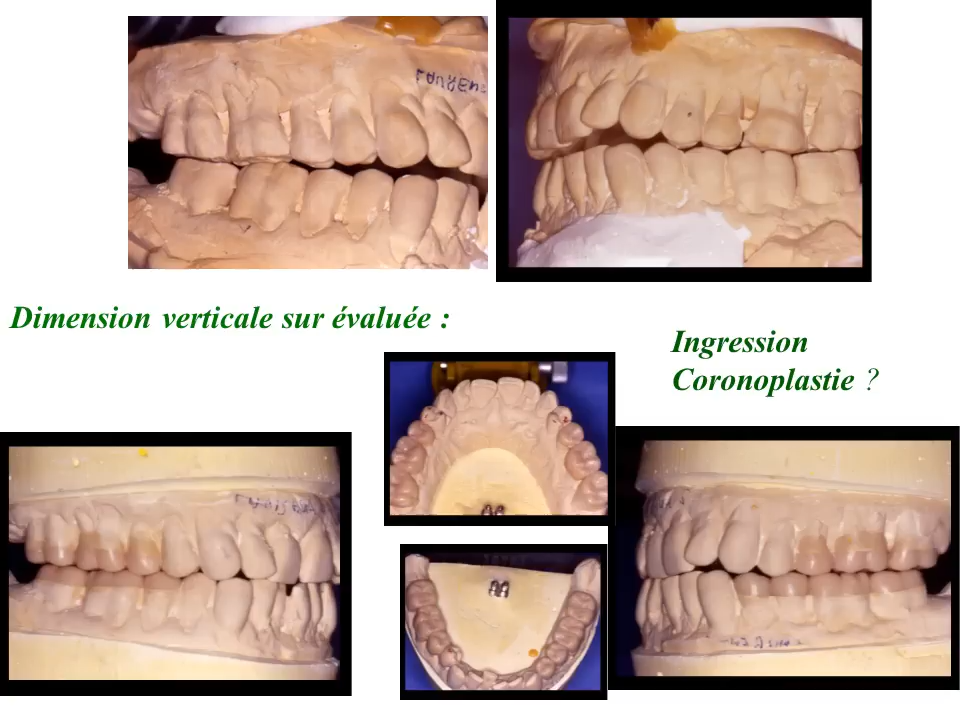 Dimension verticale sur évaluée :
Ingression
Coronoplastie ?